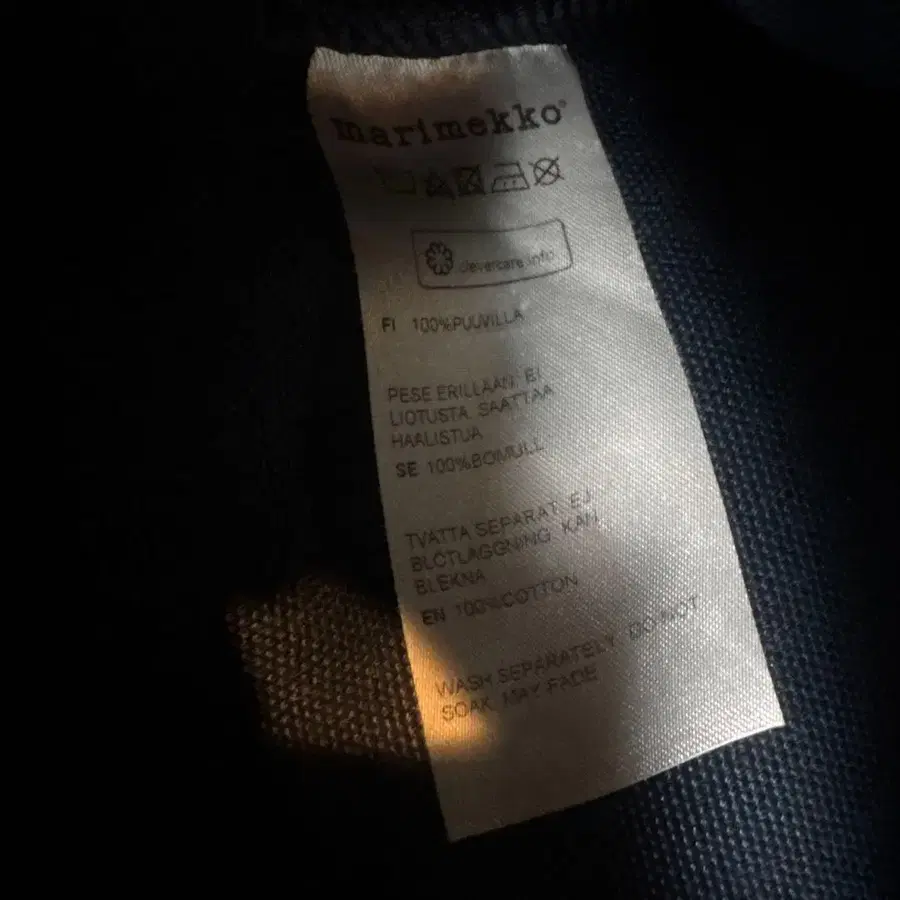 marimekko®
clevercare.info
FI 100%PUUVILLA
PESE ERILLÄÄN. EI
LIOTUSTA. SAATTAA
HAALISTUA
SE 100%BOMULL
TVÄTTA SEPARAT. EJ
BLÖTLÄGGNING. KAN
BLEKNA
EN 100%COTTON
WASH SEPARATELY. DO NOT
SOAK. MAY FADE